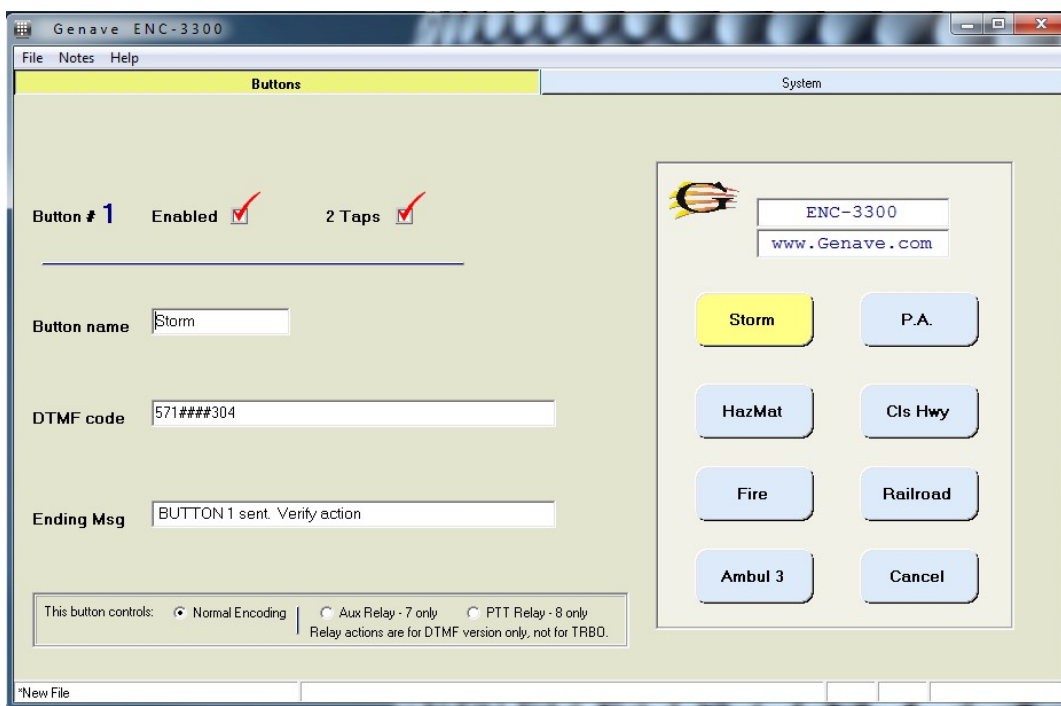 Genave ENC-3300
File Notes Help
Buttons
System
Button # 1 Enabled 2 Taps
Button name Storm
DTMF code 571####304
Ending Msg BUTTON 1 sent. Verify action
This button controls: Normal Encoding Aux Relay - 7 only PTT Relay - 8 only
Relay actions are for DTMF version only, not for TRBO.
G
ENC-3300
www.Genave.com
Storm P.A.
HazMat Cls Hwy
Fire Railroad
Ambul 3 Cancel
*New File